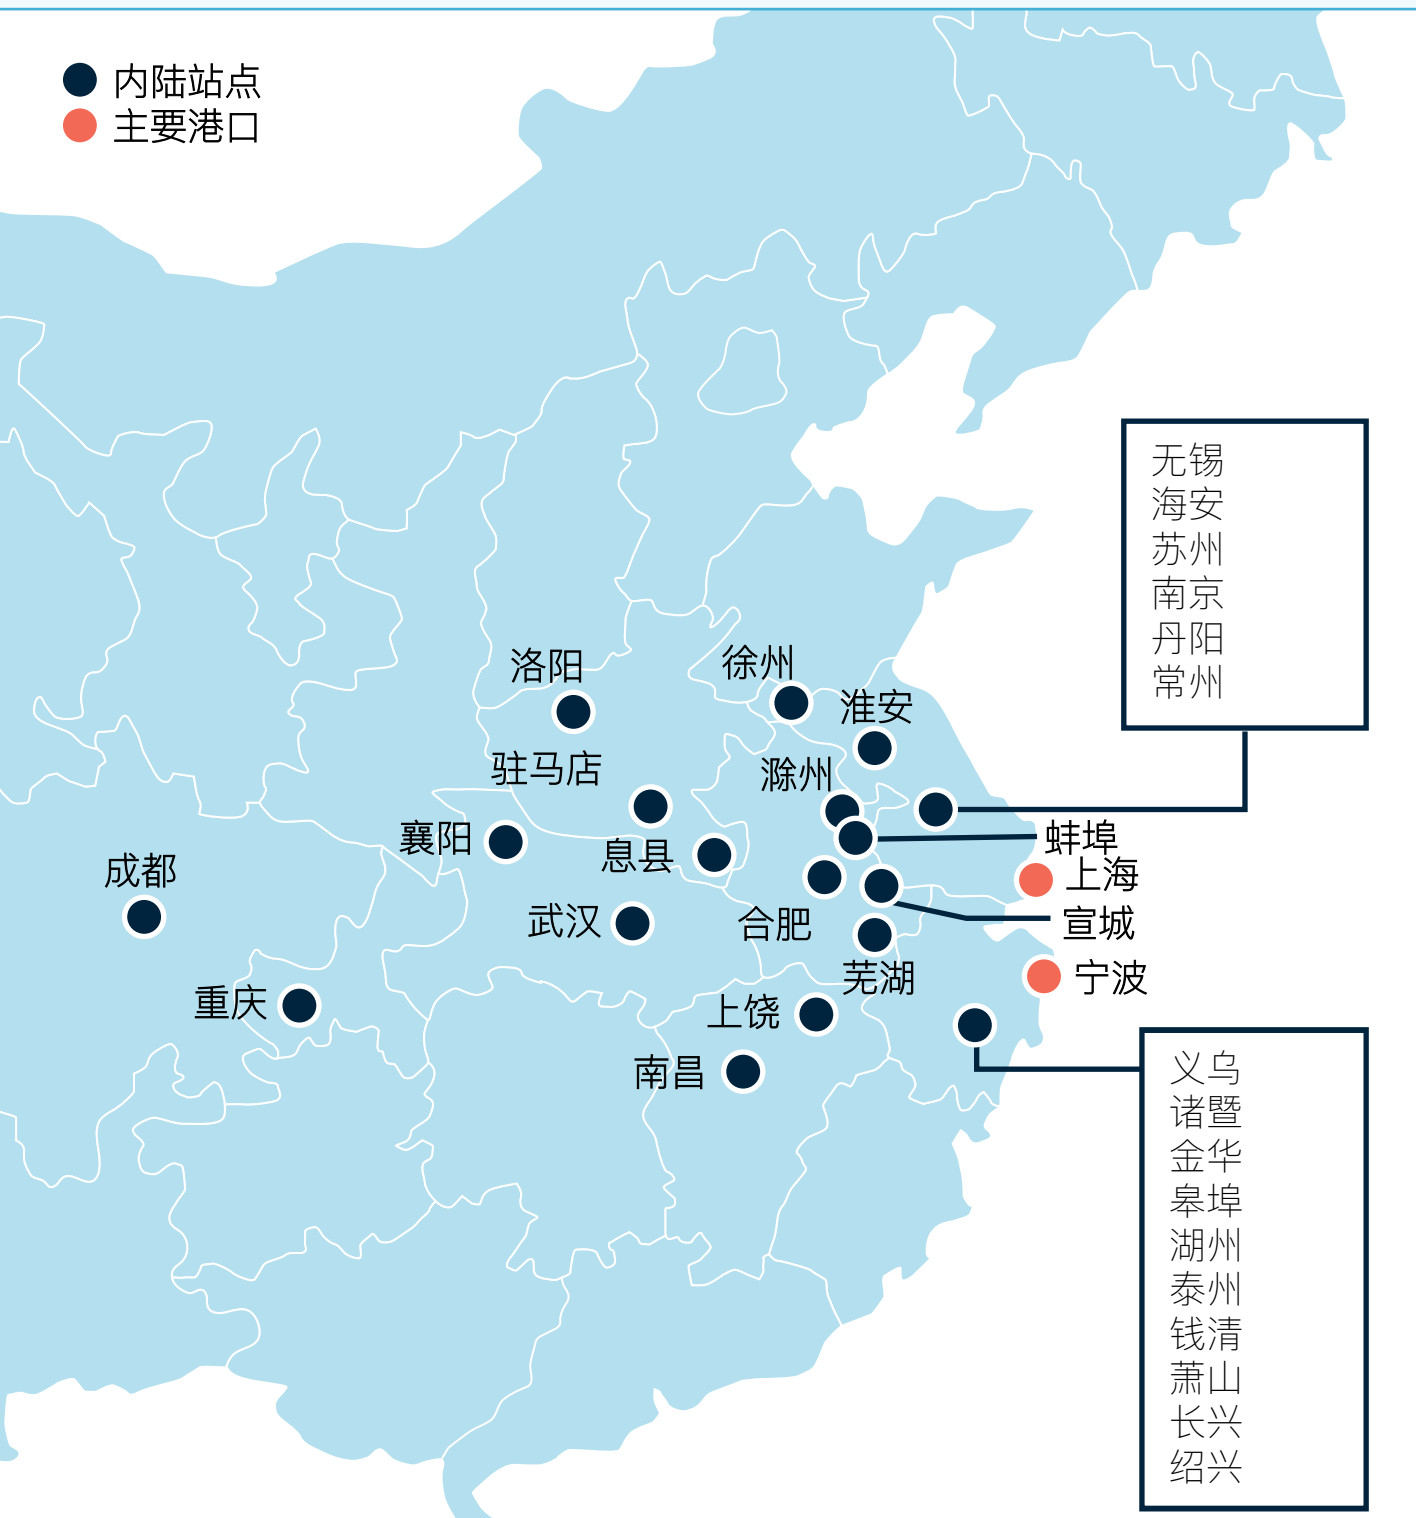 内陆站点
主要港口
无锡
海安
苏州
南京
丹阳
常州
洛阳
徐州
淮安
驻马店
滁州
襄阳
息县
蚌埠
成都
上海
武汉
合肥
宣城
芜湖
宁波
重庆
上饶
南昌
义乌
诸暨
金华
皋埠
湖州
泰州
钱清
萧山
长兴
绍兴